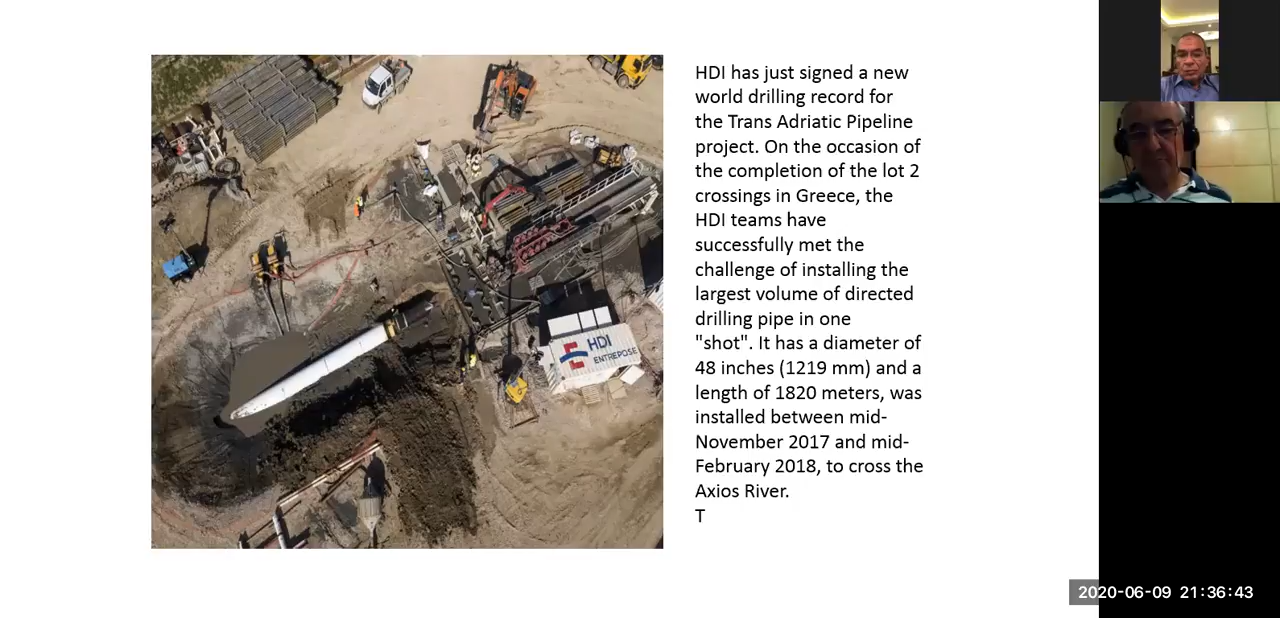 HDI has just signed a new
world drilling record for
the Trans Adriatic Pipeline
project. On the occasion of
the completion of the lot 2
crossings in Greece, the
HDI teams have
successfully met the
challenge of installing the
largest volume of directed
drilling pipe in one
"shot". It has a diameter of
48 inches (1219 mm) and a
length of 1820 meters, was
installed between mid-
November 2017 and mid-
February 2018, to cross the
Axios River.
T
HDI
ENTREPOSE
2020-06-09 21:36:43